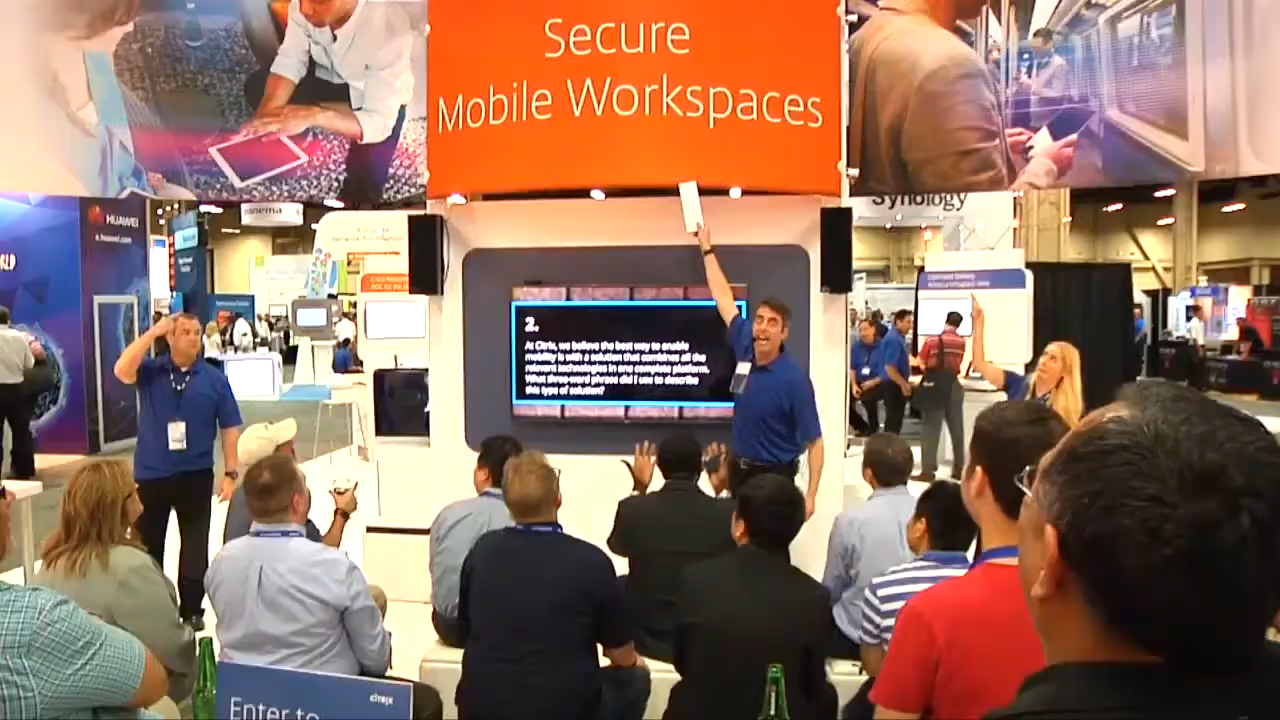 Secure
Mobile Workspaces
Synology
HUAWEI
e.huawei.com
2.
At Citrix, we believe the best way to enable
mobility is with a solution that combines all the
relevant technologies in one complete platform.
What three-word phrase did I use to describe
this type of solution?
CITRIX
Enter to